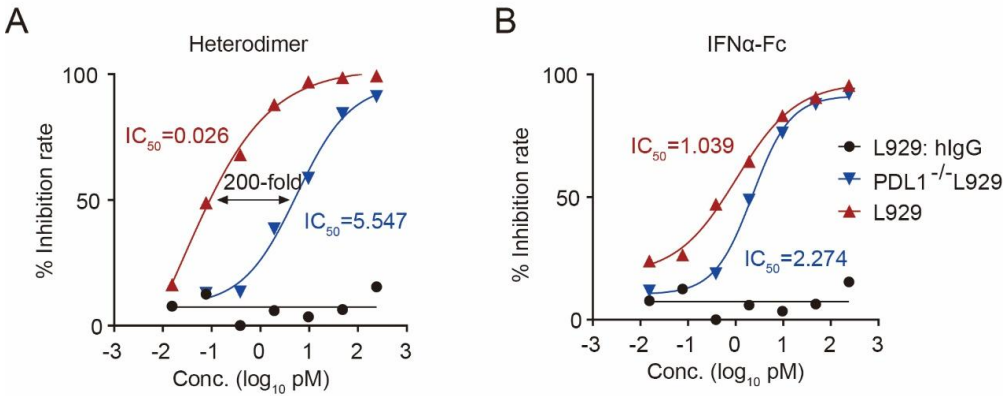 A
Heterodimer
100
50
0
% Inhibition rate
IC50=0.026
200-fold
IC50=5.547
-3 -2 -1 0 1 2 3
Conc. (log10 pM)
B
IFNα-Fc
100
50
0
% Inhibition rate
IC50=1.039
IC50=2.274
-3 -2 -1 0 1 2 3
Conc. (log10 pM)
L929: hIgG
PDL1-/-L929
L929